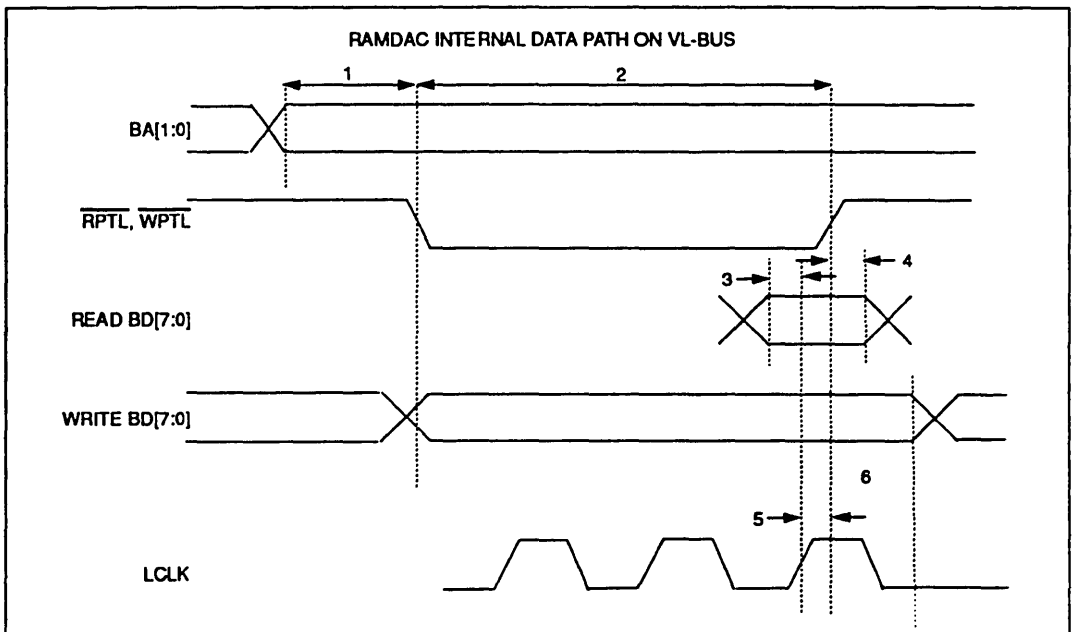 RAMDAC INTERNAL DATA PATH ON VL-BUS
1
2
BA[1:0]
RPTL, WPTL
3
4
READ BD[7:0]
WRITE BD[7:0]
6
5
LCLK